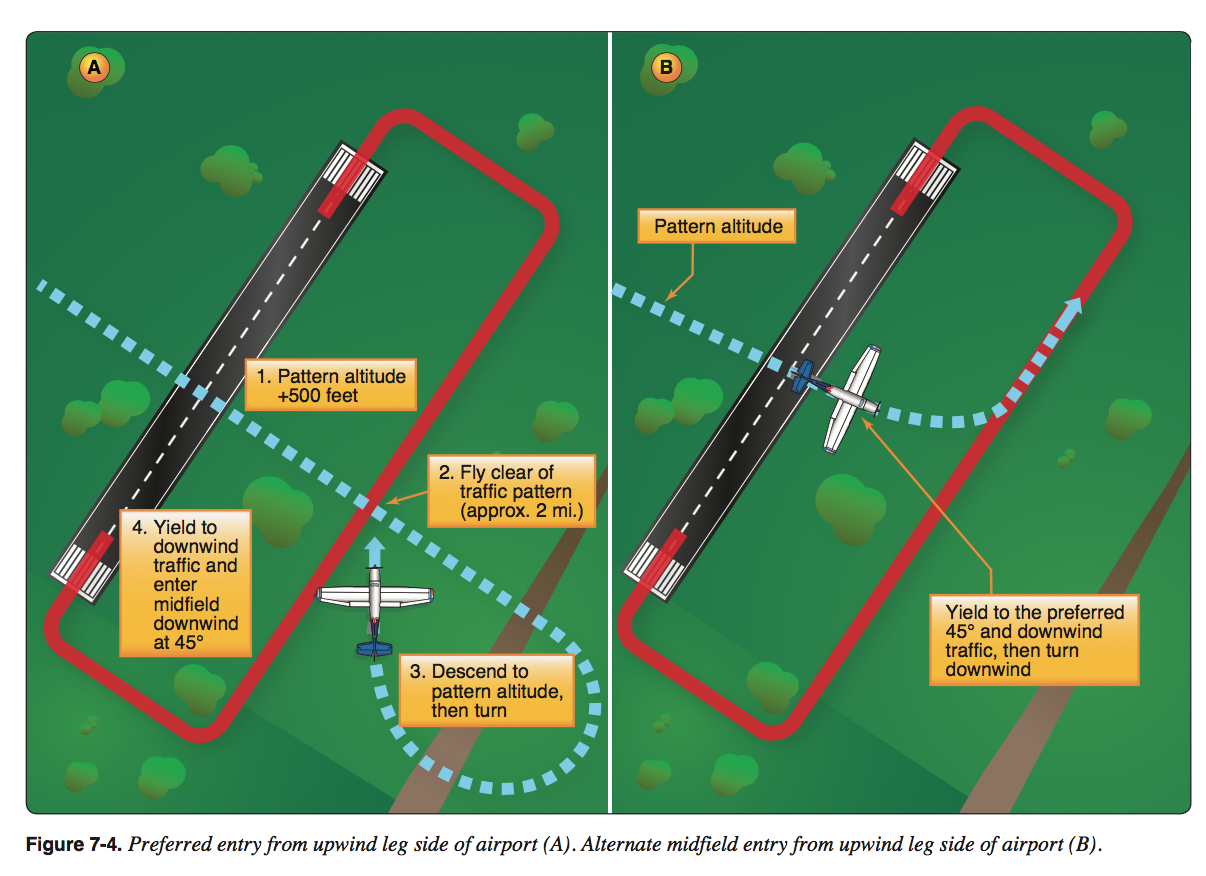 A
1. Pattern altitude
+500 feet
2. Fly clear of
traffic pattern
(approx. 2 mi.)
4. Yield to
downwind
traffic and
enter
midfield
downwind
at 45°
3. Descend to
pattern altitude,
then turn
B
Pattern altitude
Yield to the preferred
45° and downwind
traffic, then turn
downwind
Figure 7-4. Preferred entry from upwind leg side of airport (A). Alternate midfield entry from upwind leg side of airport (B).